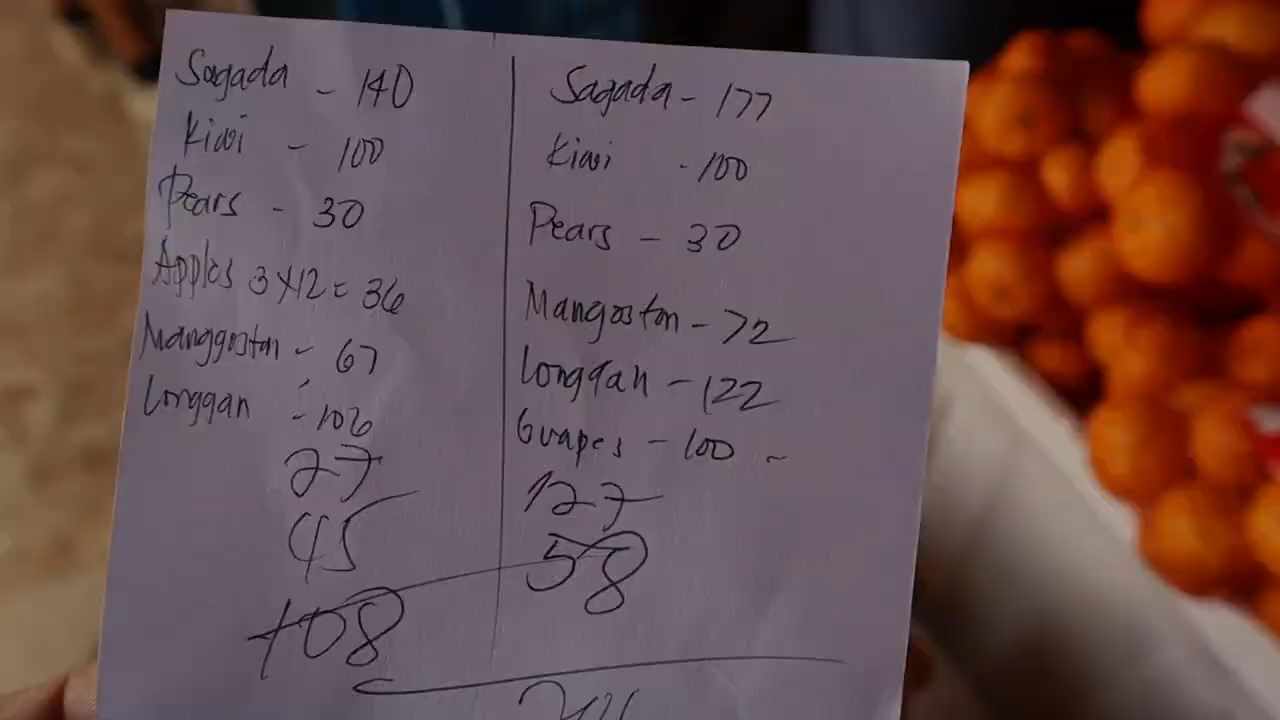 Sagada - 140
Kiwi - 100
Pears - 30
Apples 3x12= 36
Manggostan - 67
Longgan - 106
27
45
108
Sagada - 177
Kiwi - 100
Pears - 30
Mangostan - 72
Longgan - 122
Grapes - 100 -
127
58